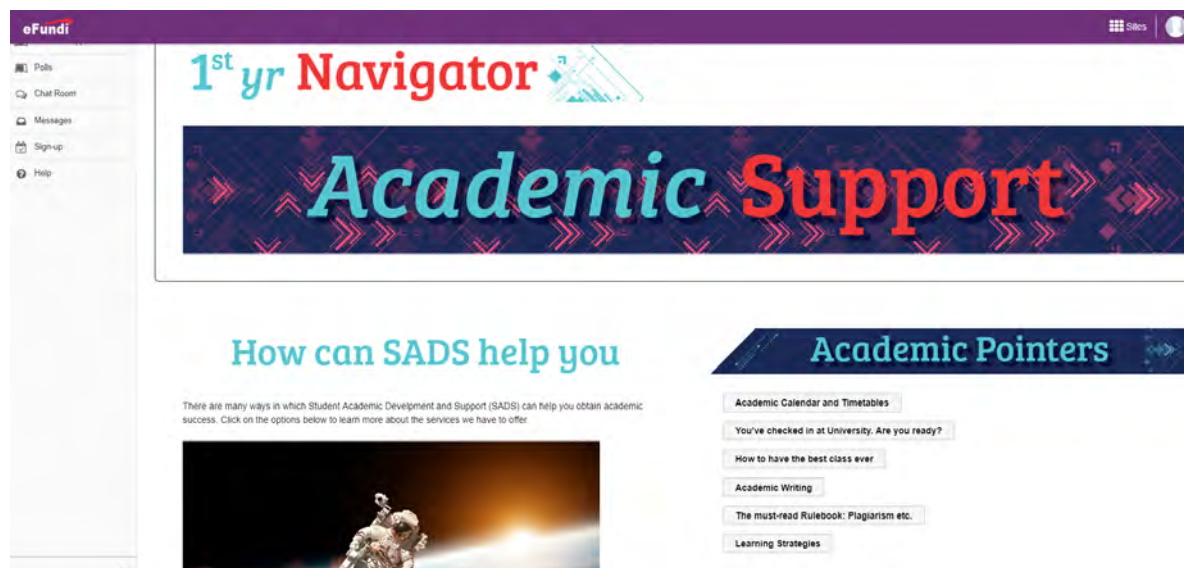 eFundi
Sites
Polls
Chat Room
Messages
Sign-up
Help
1st yr Navigator
Academic Support
How can SADS help you
There are many ways in which Student Academic Develpment and Support (SADS) can help you obtain academic
success. Click on the options below to learn more about the services we have to offer
Academic Pointers
Academic Calendar and Timetables
You've checked in at University. Are you ready?
How to have the best class ever
Academic Writing
The must-read Rulebook: Plagiarism etc.
Learning Strategies